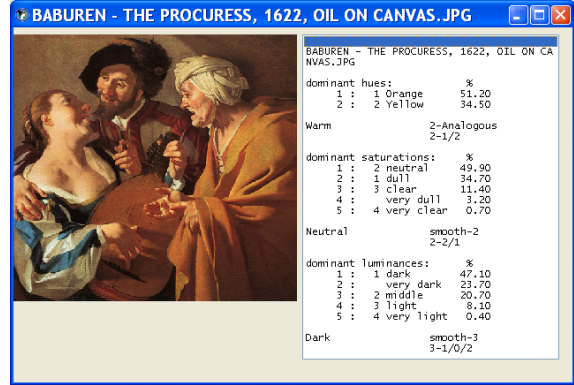 BABUREN - THE PROCURESS, 1622, OIL ON CANVAS.JPG
BABUREN - THE PROCURESS, 1622, OIL ON CA
NVAS.JPG
dominant hues: %
1 : 1 Orange 51.20
2 : 2 Yellow 34.50
Warm 2-Analogous
2-1/2
dominant saturations: %
1 : 2 neutral 49.90
2 : 1 dull 34.70
3 : 3 clear 11.40
4 : very dull 3.20
5 : 4 very clear 0.70
Neutral smooth-2
2-2/1
dominant luminances: %
1 : 1 dark 47.10
2 : very dark 23.70
3 : 2 middle 20.70
4 : 3 light 8.10
5 : 4 very light 0.40
Dark smooth-3
3-1/0/2